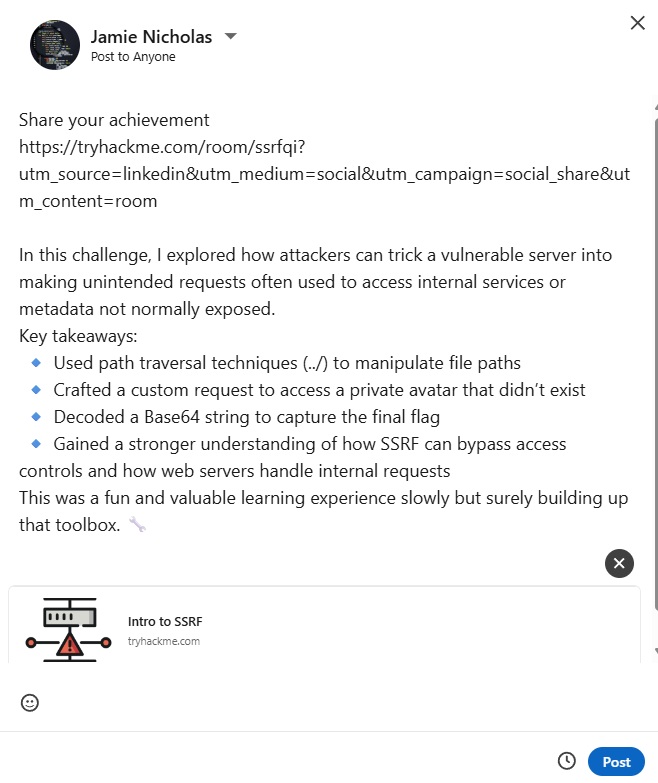 Jamie Nicholas
Post to Anyone
Share your achievement
https://tryhackme.com/room/ssrfqi?
utm_source=linkedin&utm_medium=social&utm_campaign=social_share&ut
m_content=room
In this challenge, I explored how attackers can trick a vulnerable server into
making unintended requests often used to access internal services or
metadata not normally exposed.
Key takeaways:
🔹 Used path traversal techniques (../) to manipulate file paths
🔹 Crafted a custom request to access a private avatar that didn’t exist
🔹 Decoded a Base64 string to capture the final flag
🔹 Gained a stronger understanding of how SSRF can bypass access
controls and how web servers handle internal requests
This was a fun and valuable learning experience slowly but surely building up
that toolbox. 🔧
Intro to SSRF
tryhackme.com
Post